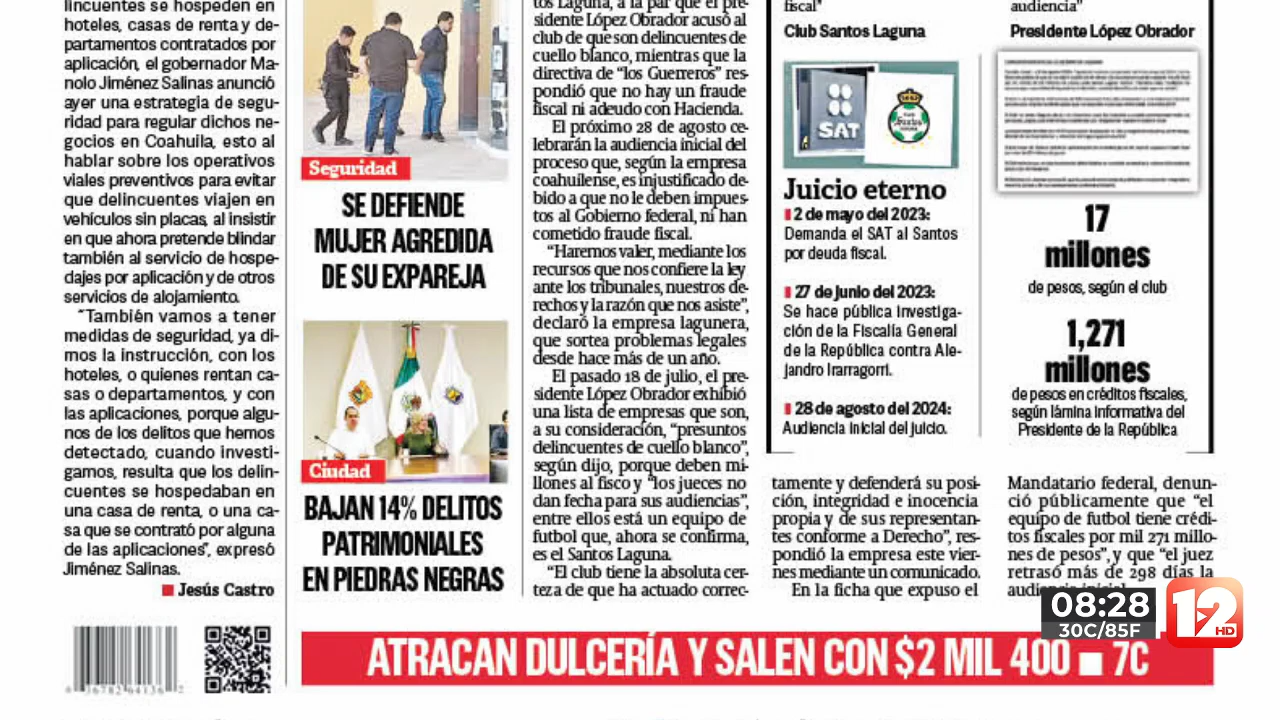 lincuentes se hospeden en
hoteles, casas de renta y de-
partamentos contratados por
aplicación, el gobernador Ma-
nolo Jiménez Salinas anunció
ayer una estrategia de segu-
ridad para regular dichos ne-
gocios en Coahuila, esto al
hablar sobre los operativos
viales preventivos para evitar
que delincuentes viajen en
vehículos sin placas, al insistir
en que ahora pretende blindar
también al servicio de hospe-
dajes por aplicación y de otros
servicios de alojamiento.
"También vamos a tener
medidas de seguridad, ya di-
mos la instrucción, con los
hoteles, o quienes rentan ca-
sas o departamentos, y con
las aplicaciones, porque algu-
nos de los delitos que hemos
detectado, cuando investi-
gamos, resulta que los delin-
cuentes se hospedaban en
una casa de renta, o una ca-
sa que se contrató por alguna
de las aplicaciones", expresó
Jiménez Salinas.
Jesús Castro
Seguridad
SE DEFIENDE
MUJER AGREDIDA
DE SU EXPAREJA
Ciudad
BAJAN 14% DELITOS
PATRIMONIALES
EN PIEDRAS NEGRAS
tos Laguna, a la par que el pre-
sidente López Obrador acusó al
club de que son delincuentes de
cuello blanco, mientras que la
directiva de "los Guerreros" res-
pondió que no hay un fraude
fiscal ni adeudo con Hacienda.
El próximo 28 de agosto ce-
lebrarán la audiencia inicial del
proceso que, según la empresa
coahuilense, es injustificado de-
bido a que no le deben impues-
tos al Gobierno federal, ni han
cometido fraude fiscal.
"Haremos valer, mediante los
recursos que nos confiere la ley
ante los tribunales, nuestros de-
rechos y la razón que nos asiste",
declaró la empresa lagunera,
que sortea problemas legales
desde hace más de un año.
El pasado 18 de julio, el pre-
sidente López Obrador exhibió
una lista de empresas que son,
a su consideración, "presuntos
delincuentes de cuello blanco",
según dijo, porque deben mi-
llones al fisco y "los jueces no
dan fecha para sus audiencias",
entre ellos está un equipo de
futbol que, ahora se confirma,
es el Santos Laguna.
"El club tiene la absoluta cer-
teza de que ha actuado correc-
fiscal"
Club Santos Laguna
SAT
Santos
Juicio eterno
2 de mayo del 2023:
Demanda el SAT al Santos
por deuda fiscal.
27 de junio del 2023:
Se hace pública investiga-
ción de la Fiscalía General
de la República contra Ale-
jandro Irarragorri.
28 de agosto del 2024:
Audiencia inicial del juicio.
audiencia"
Presidente López Obrador
17
millones
de pesos, según el club
1,271
millones
de pesos en créditos fiscales,
según lámina informativa del
Presidente de la República
tamente y defenderá su posi-
ción, integridad e inocencia
propia y de sus representan-
tes conforme a Derecho", res-
pondió la empresa este vier-
nes mediante un comunicado.
En la ficha que expuso el
Mandatario federal, denun-
ció públicamente que "el
equipo de futbol tiene crédi-
tos fiscales por mil 271 millo-
nes de pesos", y que "el juez
retrasó más de 298 días la
ATRACAN DULCERÍA Y SALEN CON $2 MIL 400 ■ 7C
08:28
30C/85F
12
HD